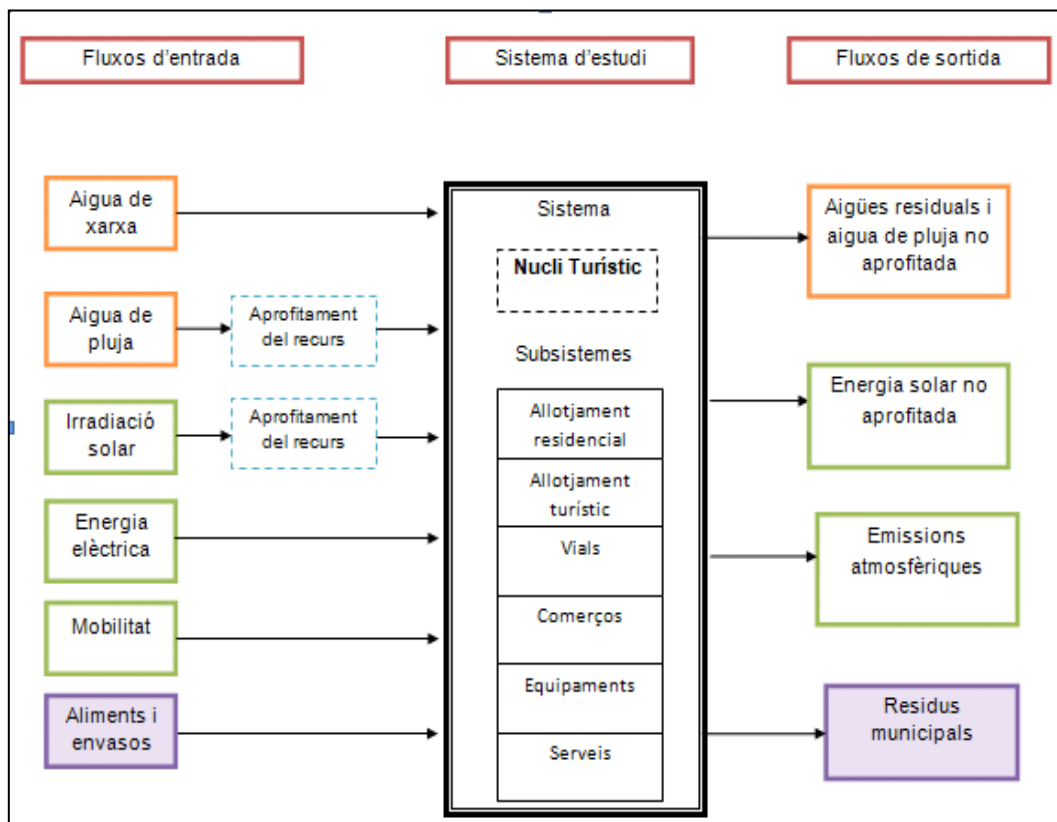 Fluxos d'entrada
Sistema d'estudi
Fluxos de sortida
Aigua de
xarxa
Aigua de
pluja
Aprofitament
del recurs
Irradiació
solar
Aprofitament
del recurs
Energia
elèctrica
Mobilitat
Aliments i
envasos
Sistema
Nucli Turístic
Subsistemes
Allotjament
residencial
Allotjament
turístic
Vials
Comerços
Equipaments
Serveis
Aigües residuals i
aigua de pluja no
aprofitada
Energia solar no
aprofitada
Emissions
atmosfèriques
Residus
municipals